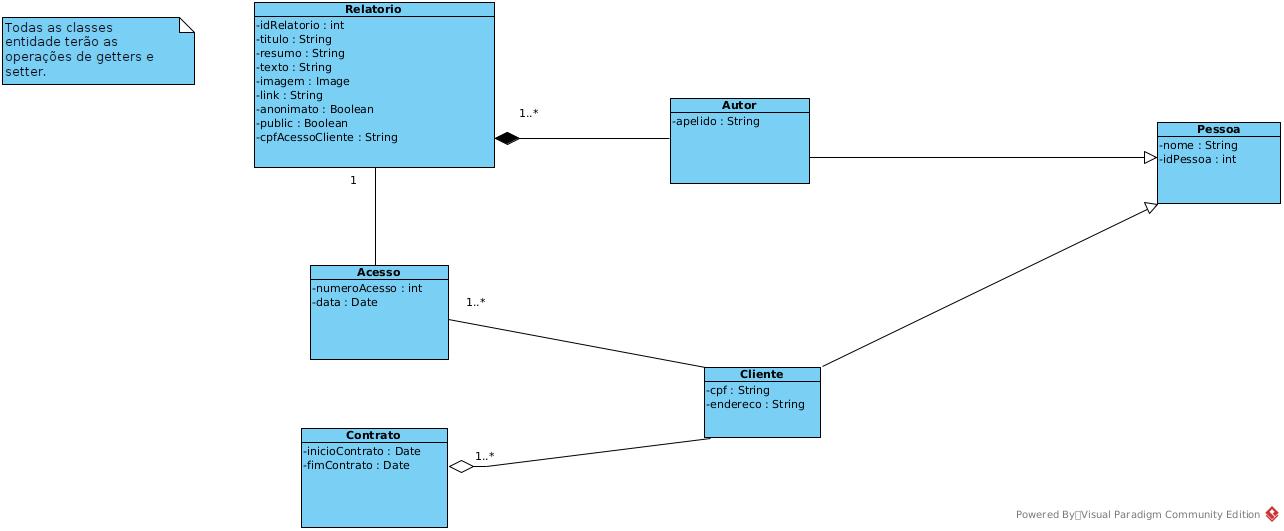 Todas as classes
entidade terão as
operações de getters e
setter.
Relatorio
-idRelatorio : int
-titulo : String
-resumo : String
-texto : String
-imagem : Image
-link : String
-anonimato : Boolean
-public : Boolean
-cpfAcessoCliente : String
1..*
Autor
-apelido : String
Pessoa
-nome : String
-idPessoa : int
1
Acesso
-numeroAcesso : int
-data : Date
1..*
Cliente
-cpf : String
-endereco : String
Contrato
-inicioContrato : Date
-fimContrato : Date
1..*
Powered By Visual Paradigm Community Edition